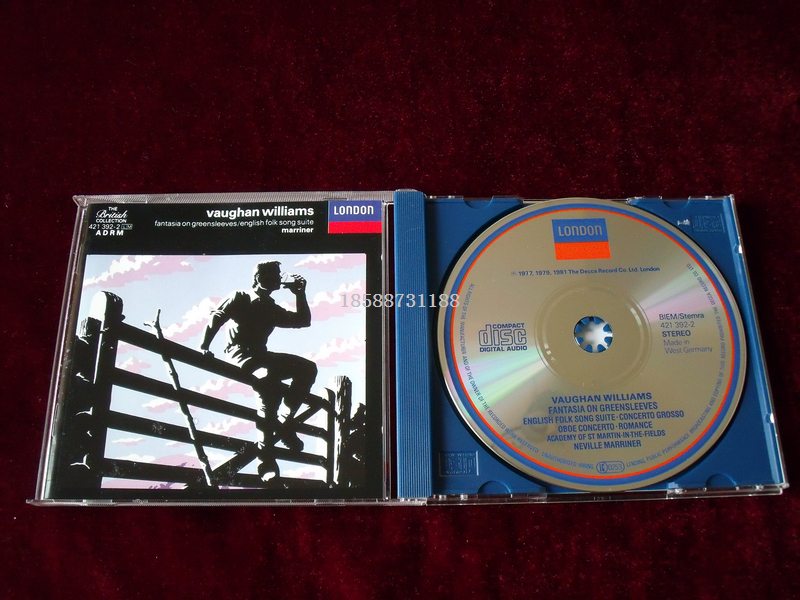 THE
British
COLLECTION
421 392-2 LM
ADRM
vaughan williams
fantasia on greensleeves/english folk song suite
marriner
LONDON
18588731188
LONDON
℗ 1977, 1979, 1981 The Decca Record Co. Ltd. London
COMPACT
disc
DIGITAL AUDIO
BIEM/Stemra
421 392-2
STEREO
Made in
West Germany
VAUGHAN WILLIAMS
FANTASIA ON GREENSLEEVES
ENGLISH FOLK SONG SUITE · CONCERTO GROSSO
OBOE CONCERTO · ROMANCE
ACADEMY OF ST MARTIN-IN-THE-FIELDS
NEVILLE MARRINER